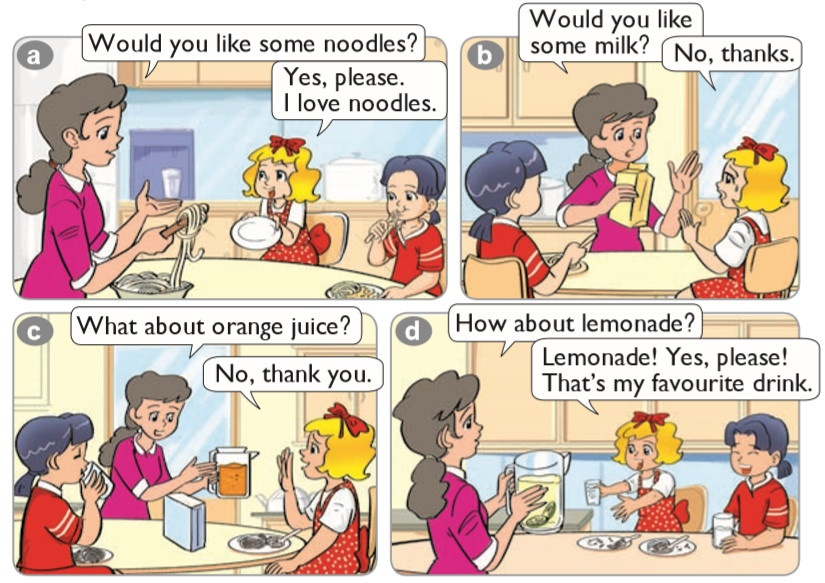 a
Would you like some noodles?
Yes, please.
I love noodles.
b
Would you like
some milk?
No, thanks.
c
What about orange juice?
No, thank you.
d
How about lemonade?
Lemonade! Yes, please!
That's my favourite drink.